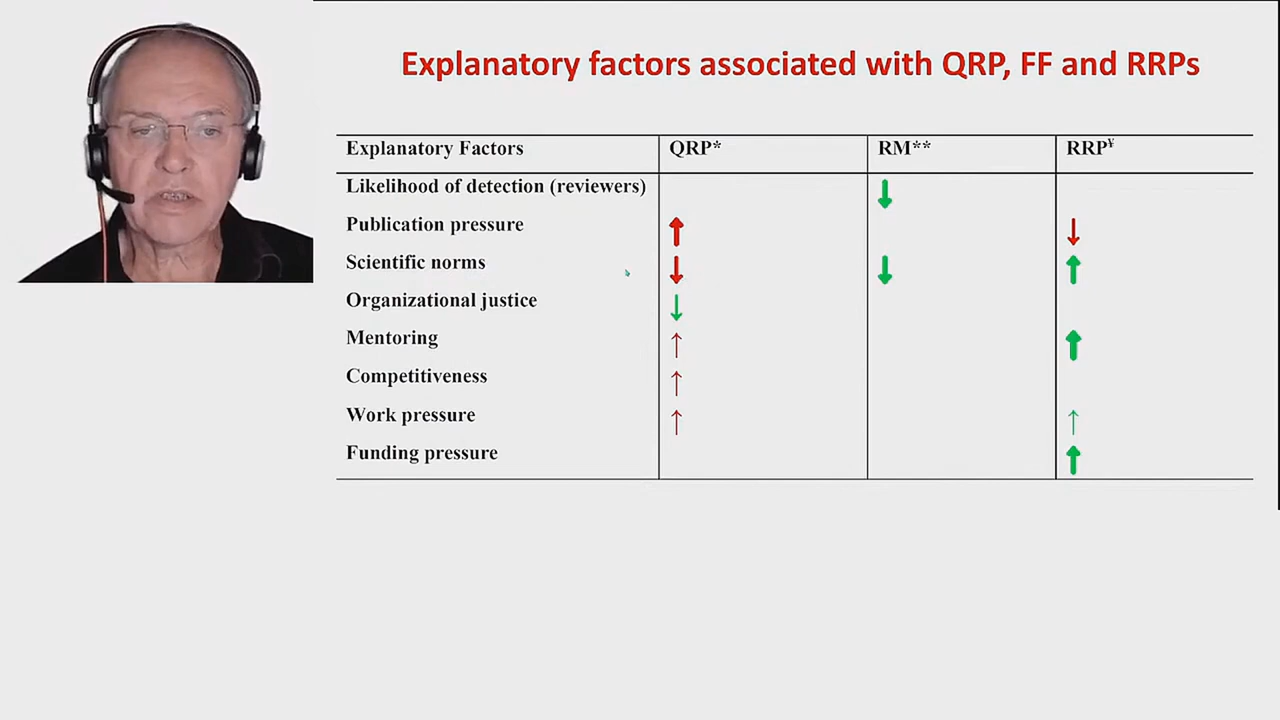 Explanatory factors associated with QRP, FF and RRPs
Explanatory Factors QRP* RM** RRP¥
Likelihood of detection (reviewers) ↓
Publication pressure ↑ ↓
Scientific norms ↓ ↓ ↑
Organizational justice ↓
Mentoring ↑ ↑
Competitiveness ↑
Work pressure ↑ ↑
Funding pressure ↑